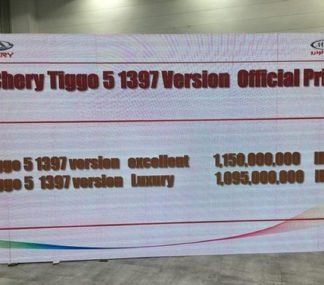 hery Tiggo 5 1397 Version Official Pri
ggo 5 1397 version excellent 1,150,000,000
ggo 5 1397 version Luxury 1,095,000,000